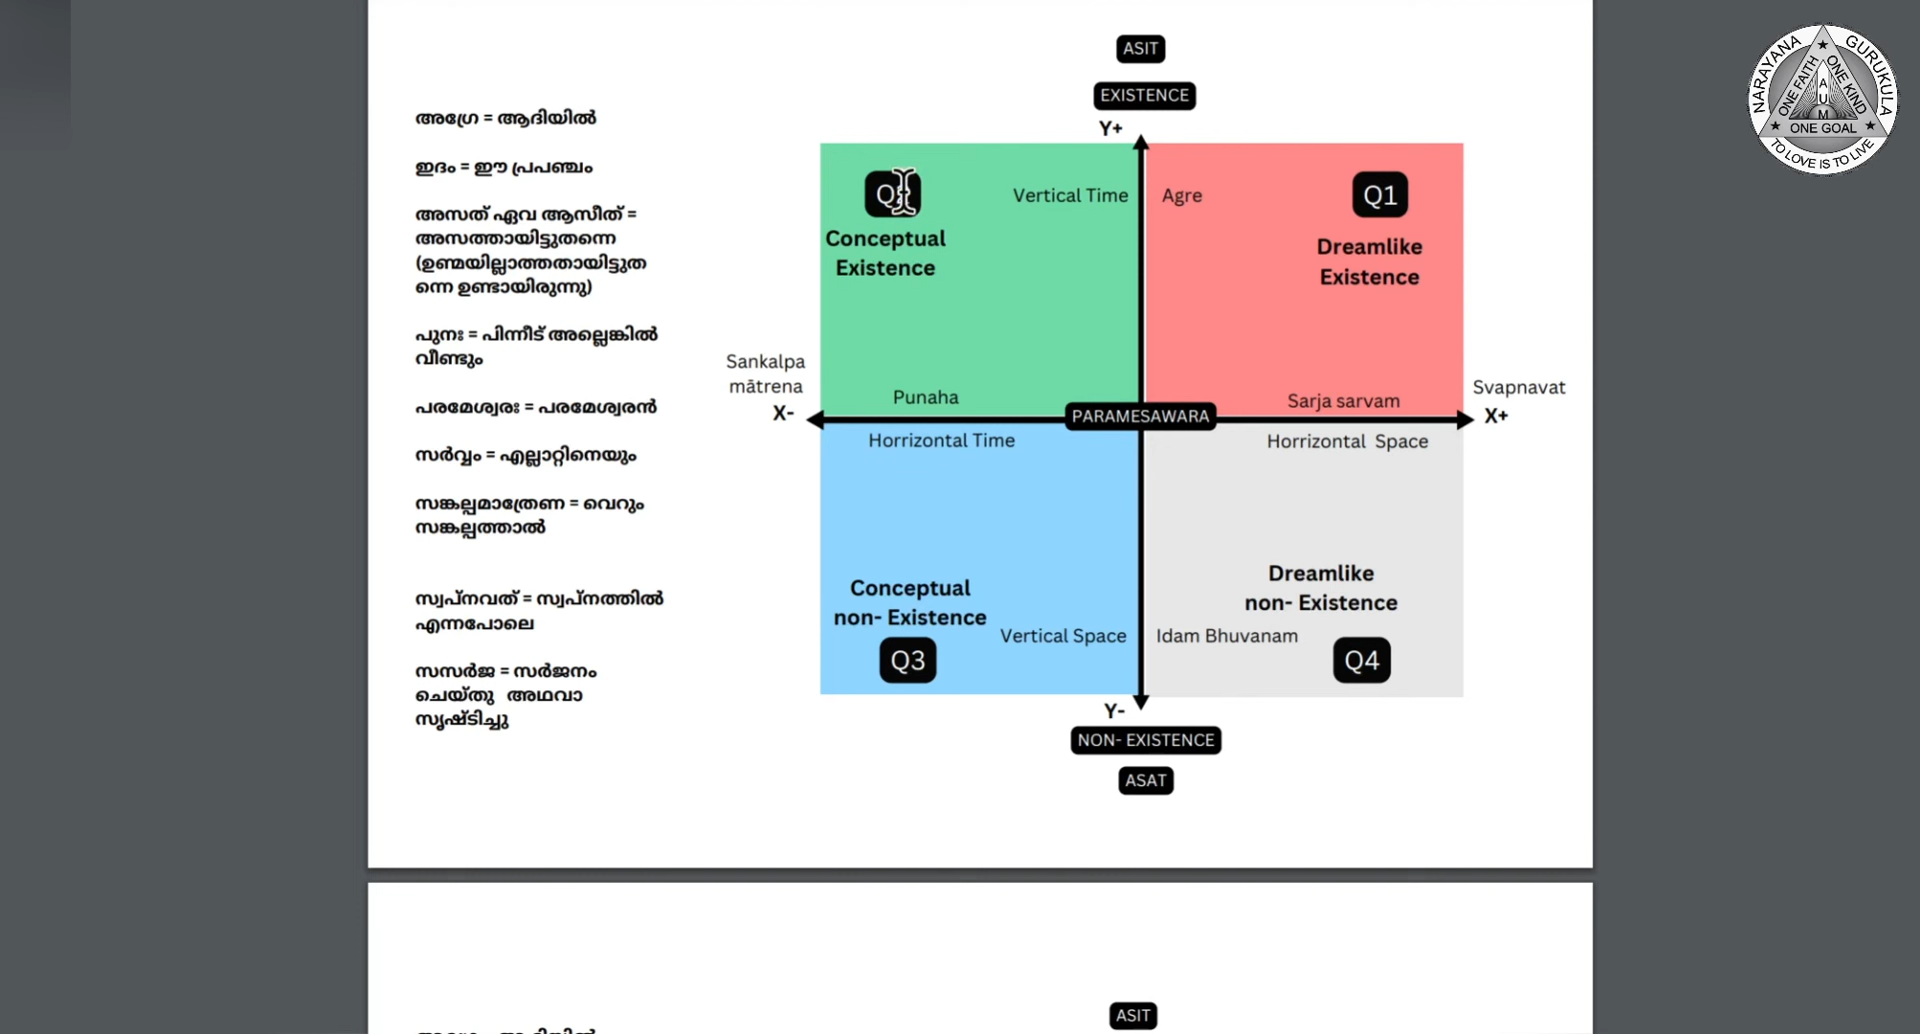 അഗ്രേ = ആദിയിൽ
ഇദം = ഈ പ്രപഞ്ചം
അസത് ഏവ ആസീത് =
അസത്തായിട്ടുതന്നെ
(ഉണ്മയില്ലാത്തതായിട്ടുത
ന്നെ ഉണ്ടായിരുന്നു)
പുനഃ = പിന്നീട് അല്ലെങ്കിൽ
വീണ്ടും
പരമേശ്വരഃ = പരമേശ്വരൻ
സർവ്വം = എല്ലാറ്റിനെയും
സങ്കല്പമാത്രേണ = വെറും
സങ്കല്പത്താൽ
സ്വപ്നവത് = സ്വപ്നത്തിൽ
എന്നപോലെ
സസർജ = സർജനം
ചെയ്തു അഥവാ
സൃഷ്ടിച്ചു
ASIT
EXISTENCE
Y+
Vertical Time
Agre
Q1
Conceptual
Existence
Dreamlike
Existence
Sankalpa
mātrena
X-
Punaha
PARAMESAWARA
Sarja sarvam
Svapnavat
X+
Horrizontal Time
Horrizontal Space
Conceptual
non- Existence
Q3
Vertical Space
Idam Bhuvanam
Dreamlike
non- Existence
Q4
Y-
NON- EXISTENCE
ASAT
ASIT
NARAYANA GURUKULA
ONE FAITH
ONE KIND
AUM
ONE GOAL
TO LOVE IS TO LIVE